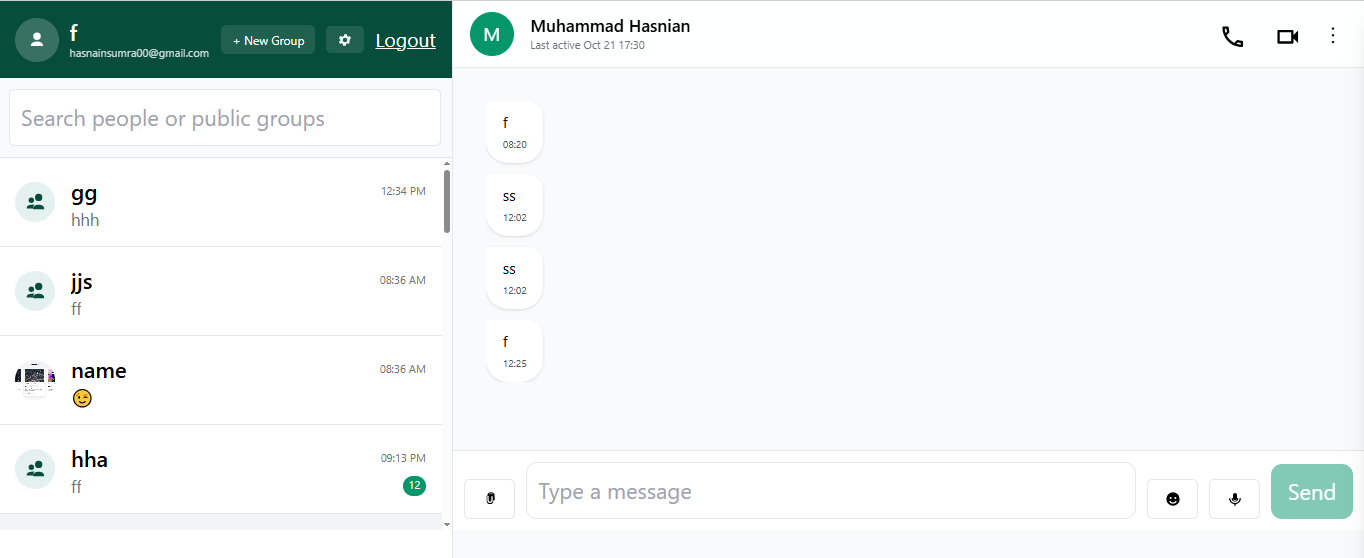 f
hasnainsumra00@gmail.com
+ New Group
Logout
Search people or public groups
gg
12:34 PM
hhh
jjs
08:36 AM
ff
name
08:36 AM
😉
hha
09:13 PM
ff
12
M
Muhammad Hasnian
Last active Oct 21 17:30
f
08:20
ss
12:02
ss
12:02
f
12:25
Type a message
Send